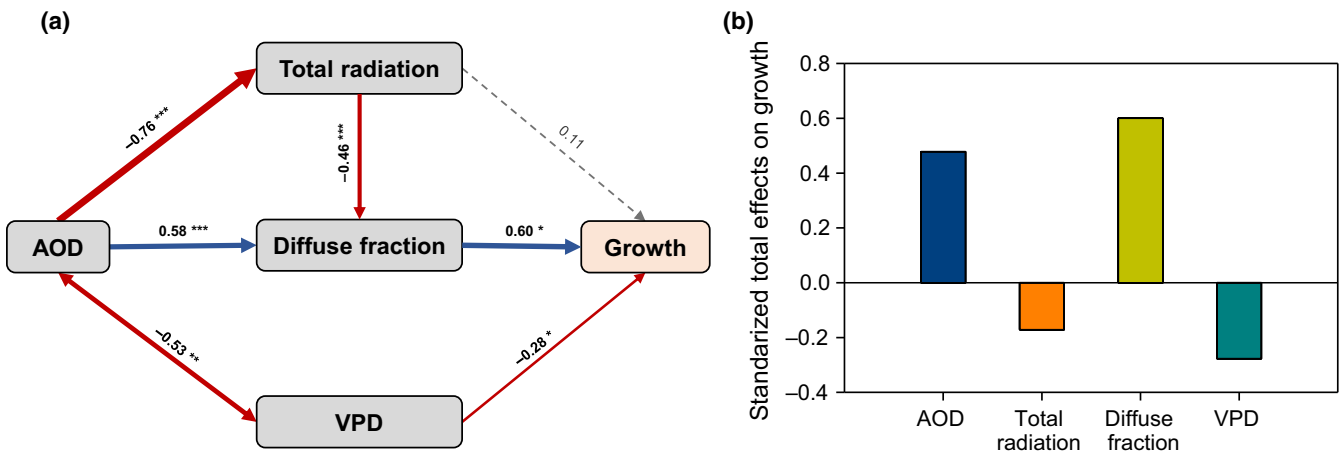 (a)
Total radiation
–0.76 ***
–0.46 ***
0.11
AOD
0.58 ***
Diffuse fraction
0.60 *
Growth
–0.53 **
–0.28 *
VPD
(b)
Standarized total effects on growth
0.8
0.6
0.4
0.2
0.0
–0.2
–0.4
AOD
Total
radiation
Diffuse
fraction
VPD